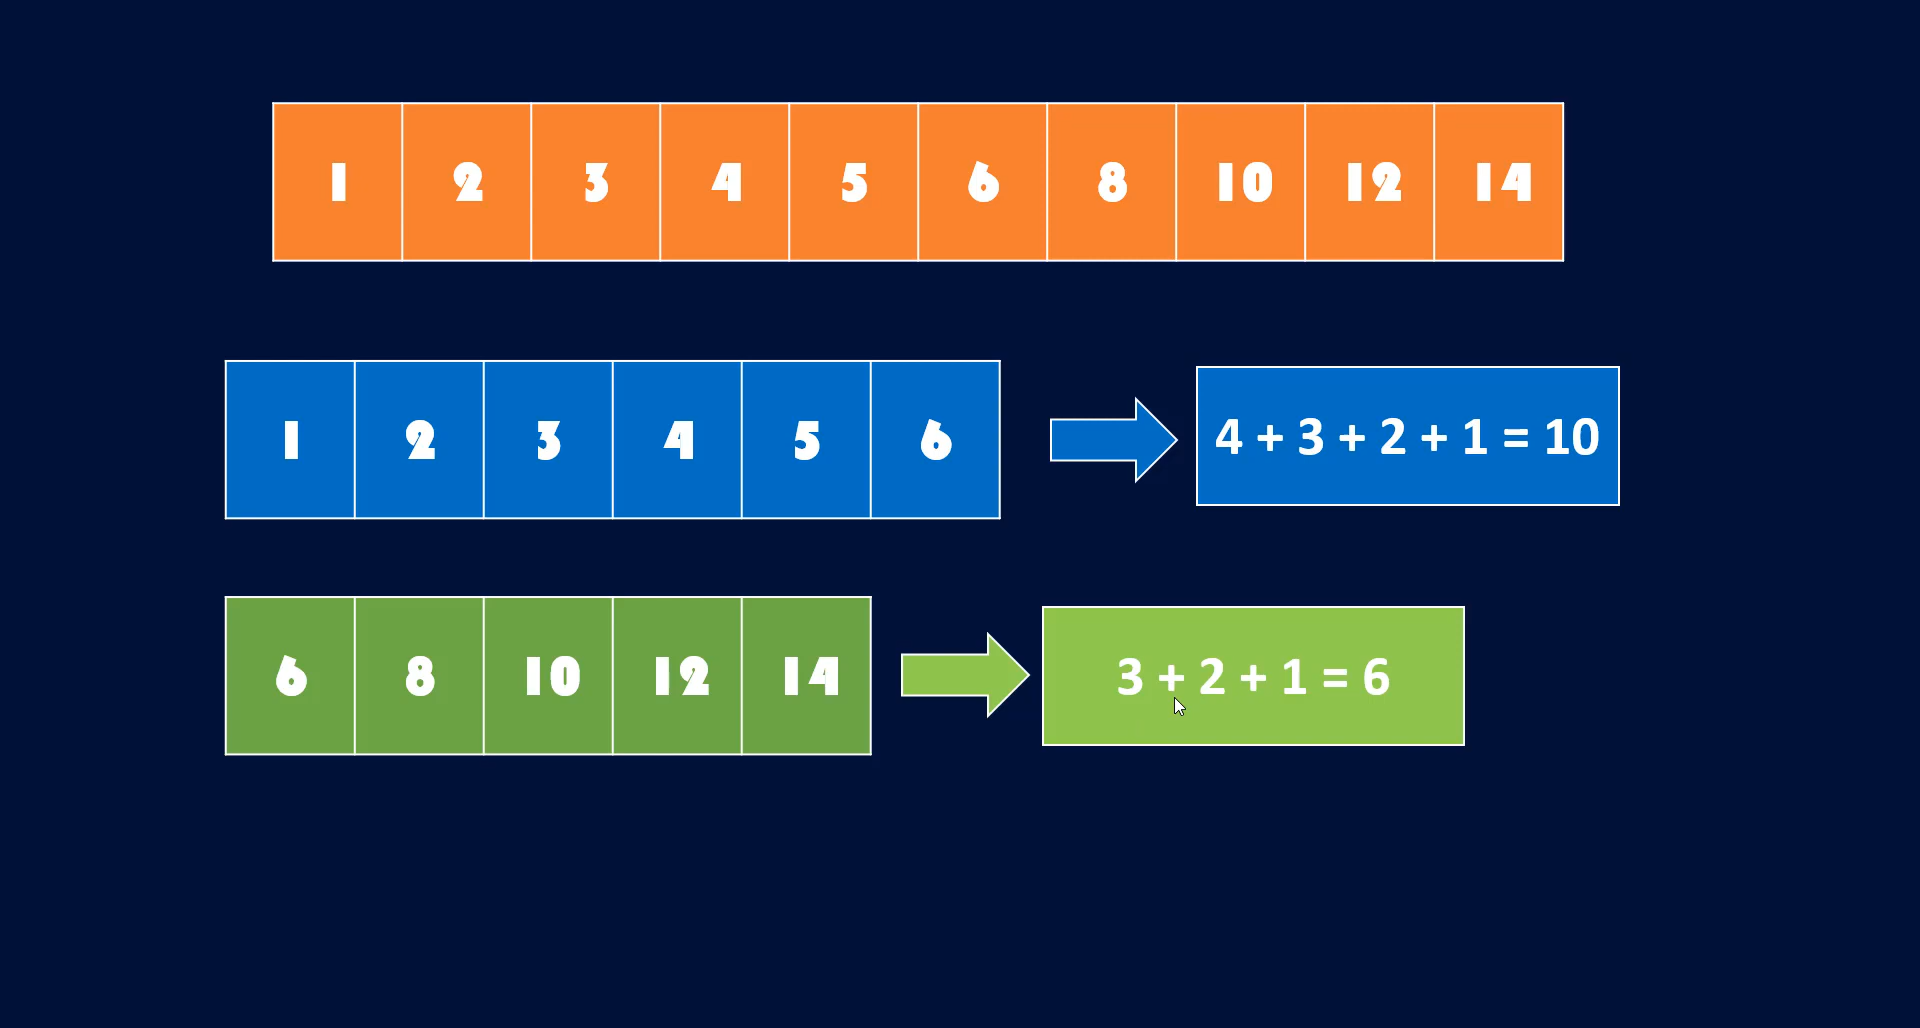 1 2 3 4 5 6 8 10 12 14
1 2 3 4 5 6
4 + 3 + 2 + 1 = 10
6 8 10 12 14
3 + 2 + 1 = 6